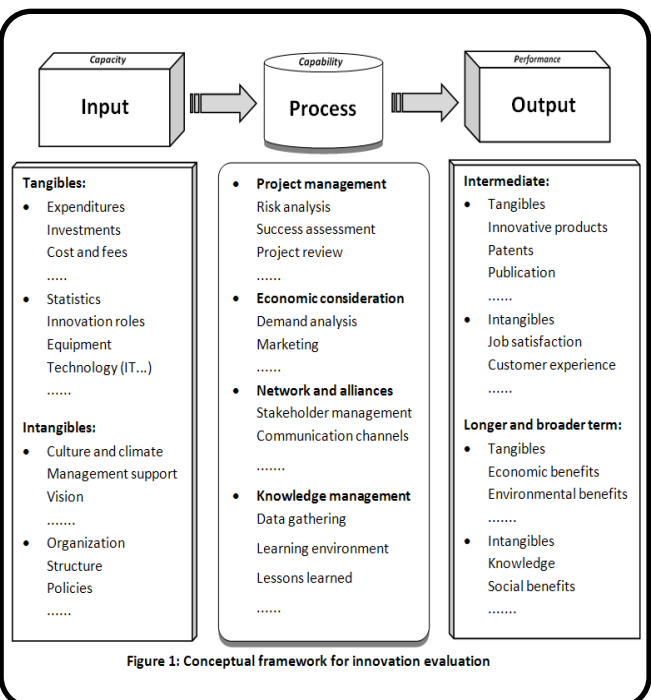 Capacity
Input
Capability
Process
Performance
Output
Tangibles:
• Expenditures
Investments
Cost and fees
.....
• Statistics
Innovation roles
Equipment
Technology (IT...)
......
Intangibles:
• Culture and climate
Management support
Vision
.......
• Organization
Structure
Policies
......
• Project management
Risk analysis
Success assessment
Project review
......
• Economic consideration
Demand analysis
Marketing
......
• Network and alliances
Stakeholder management
Communication channels
.......
• Knowledge management
Data gathering
Learning environment
Lessons learned
......
Intermediate:
• Tangibles
Innovative products
Patents
Publication
......
• Intangibles
Job satisfaction
Customer experience
......
Longer and broader term:
• Tangibles
Economic benefits
Environmental benefits
.......
• Intangibles
Knowledge
Social benefits
.......
Figure 1: Conceptual framework for innovation evaluation